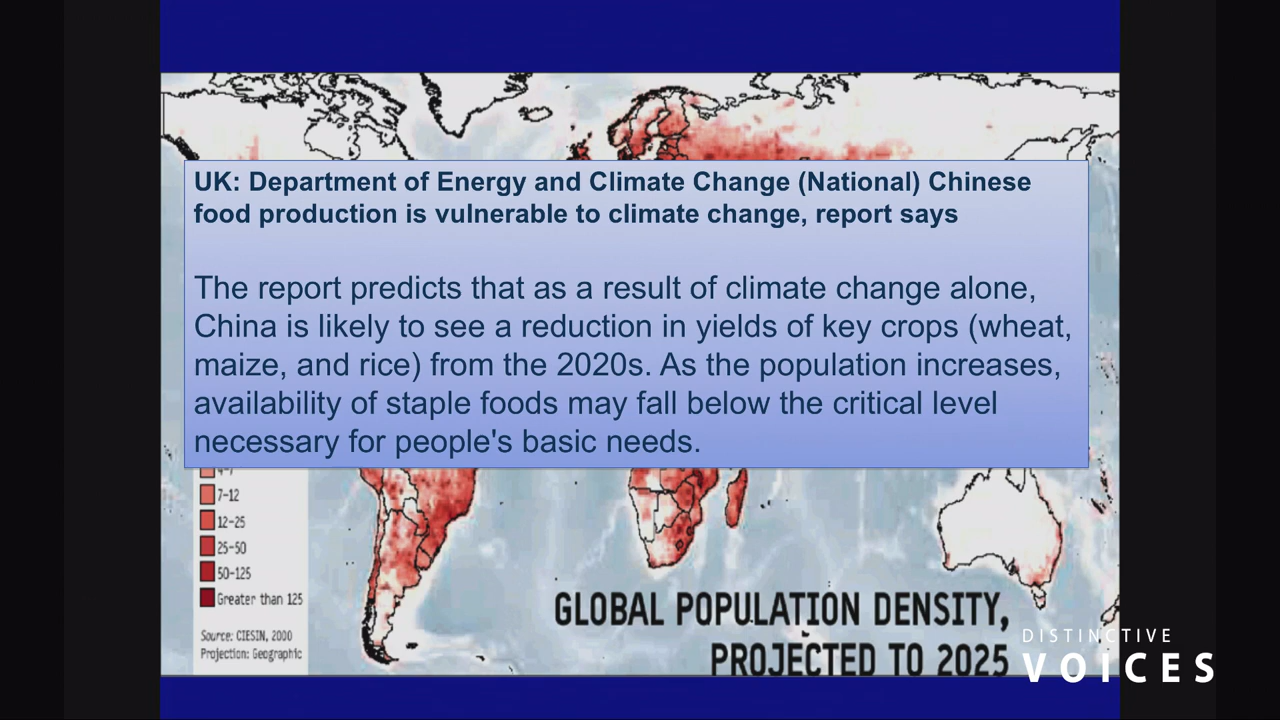 UK: Department of Energy and Climate Change (National) Chinese
food production is vulnerable to climate change, report says
The report predicts that as a result of climate change alone,
China is likely to see a reduction in yields of key crops (wheat,
maize, and rice) from the 2020s. As the population increases,
availability of staple foods may fall below the critical level
necessary for people's basic needs.
4-7
7-12
12-25
25-50
50-125
Greater than 125
Source: CIESIN, 2000
Projection: Geographic
GLOBAL POPULATION DENSITY,
PROJECTED TO 2025
DISTINCTIVE
VOICES